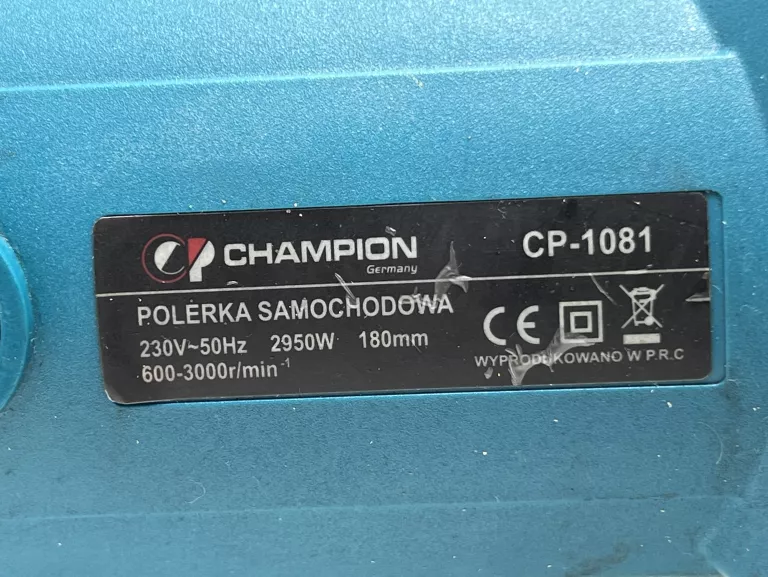 CP CHAMPION CP-1081
Germany
POLERKA SAMOCHODOWA
230V~50Hz 2950W 180mm
600-3000r/min⁻¹
CE
WYPRODUKOWANO W P.R.C